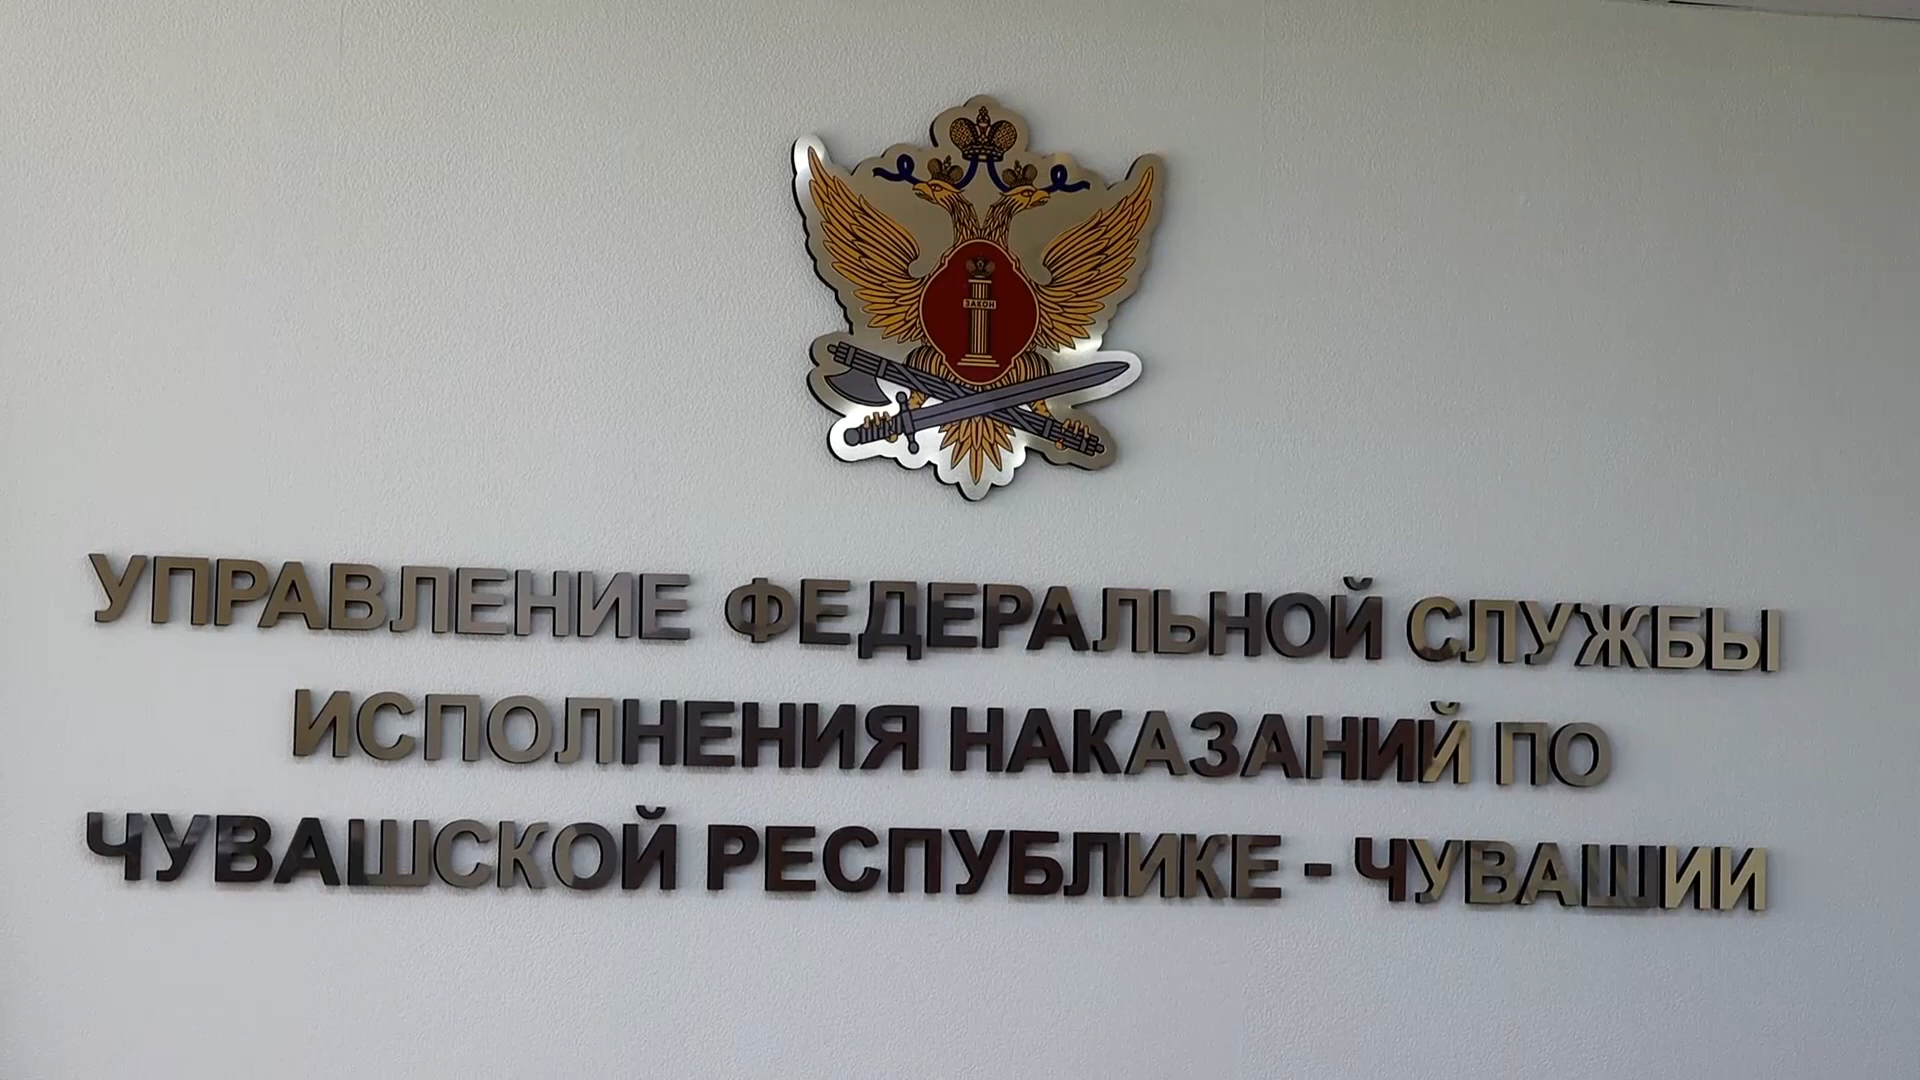 ЗАКОН
УПРАВЛЕНИЕ ФЕДЕРАЛЬНОЙ СЛУЖБЫ
ИСПОЛНЕНИЯ НАКАЗАНИЙ ПО
ЧУВАШСКОЙ РЕСПУБЛИКЕ - ЧУВАШИИ